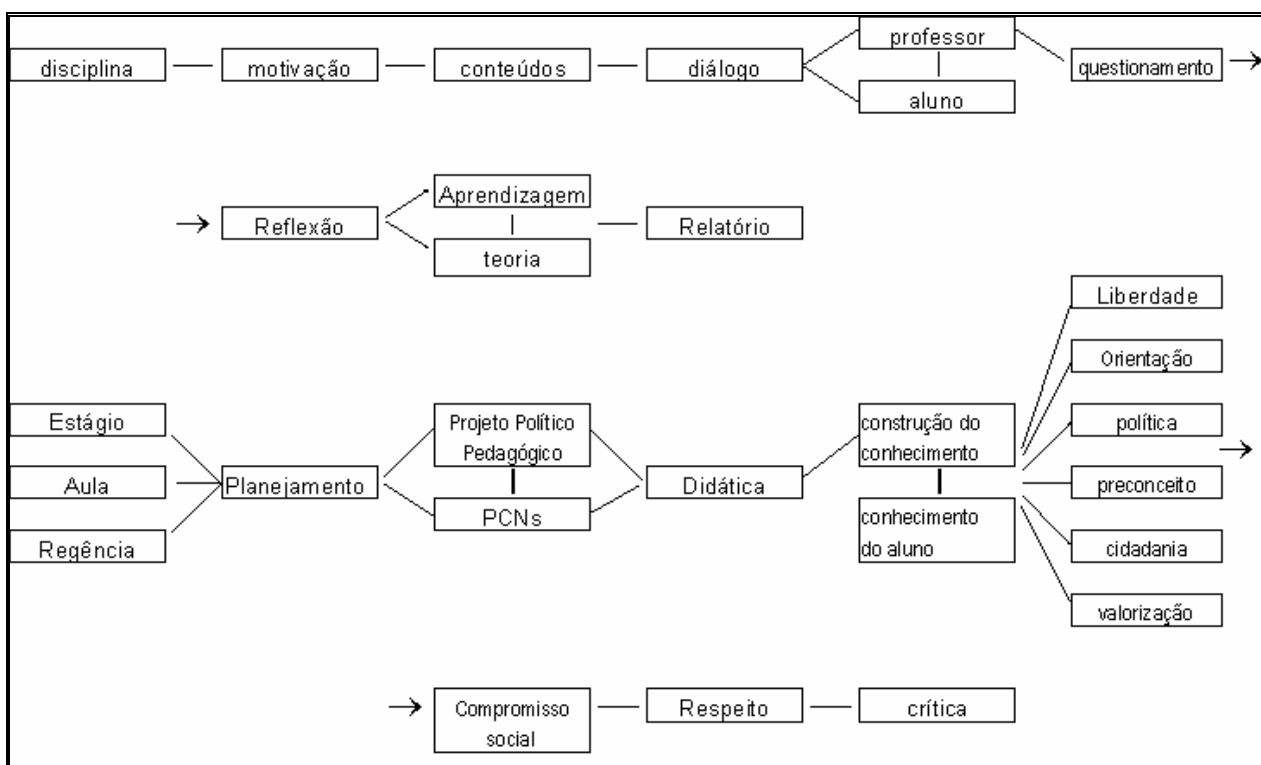 disciplina
motivação
conteúdos
diálogo
professor
aluno
questionamento
Reflexão
Aprendizagem
teoria
Relatório
Estágio
Aula
Regência
Planejamento
Projeto Político
Pedagógico
PCNs
Didática
construção do
conhecimento
conhecimento
do aluno
Liberdade
Orientação
política
preconceito
cidadania
valorização
Compromisso
social
Respeito
crítica